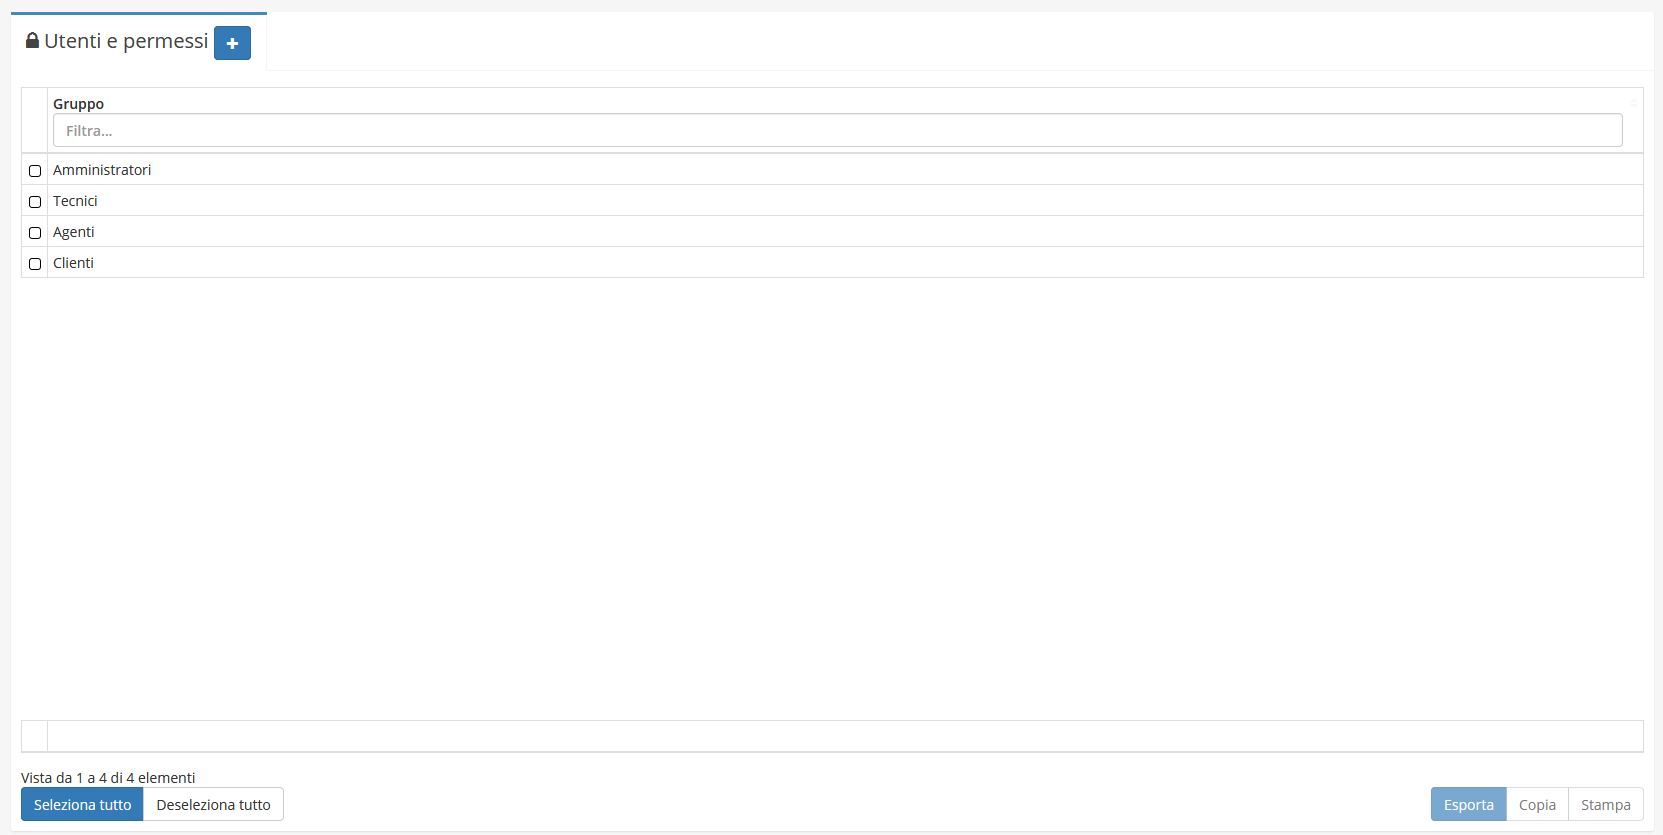 Utenti e permessi
Gruppo
Filtra...
Amministratori
Tecnici
Agenti
Clienti
Vista da 1 a 4 di 4 elementi
Seleziona tutto Deseleziona tutto Esporta Copia Stampa